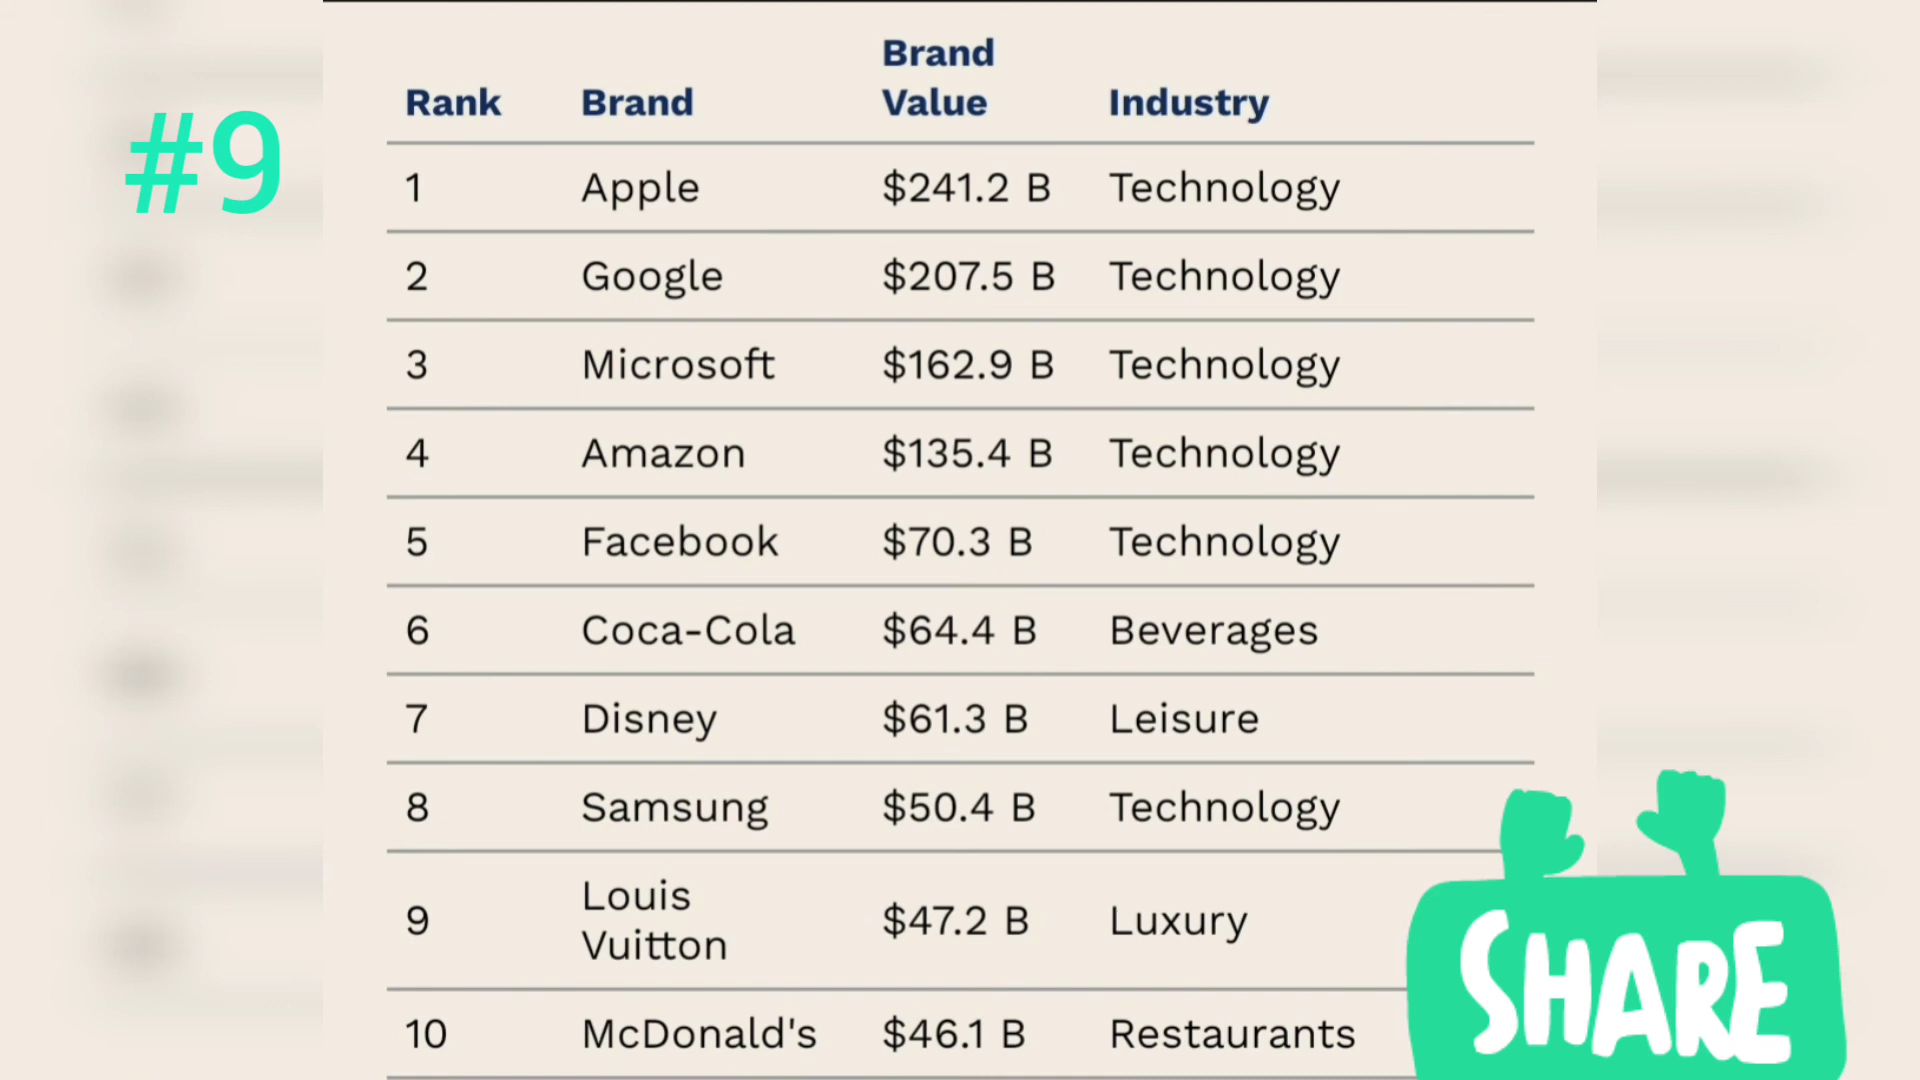 #9
Rank Brand Brand Value Industry
1 Apple $241.2 B Technology
2 Google $207.5 B Technology
3 Microsoft $162.9 B Technology
4 Amazon $135.4 B Technology
5 Facebook $70.3 B Technology
6 Coca-Cola $64.4 B Beverages
7 Disney $61.3 B Leisure
8 Samsung $50.4 B Technology
9 Louis Vuitton $47.2 B Luxury
10 McDonald's $46.1 B Restaurants
SHARE